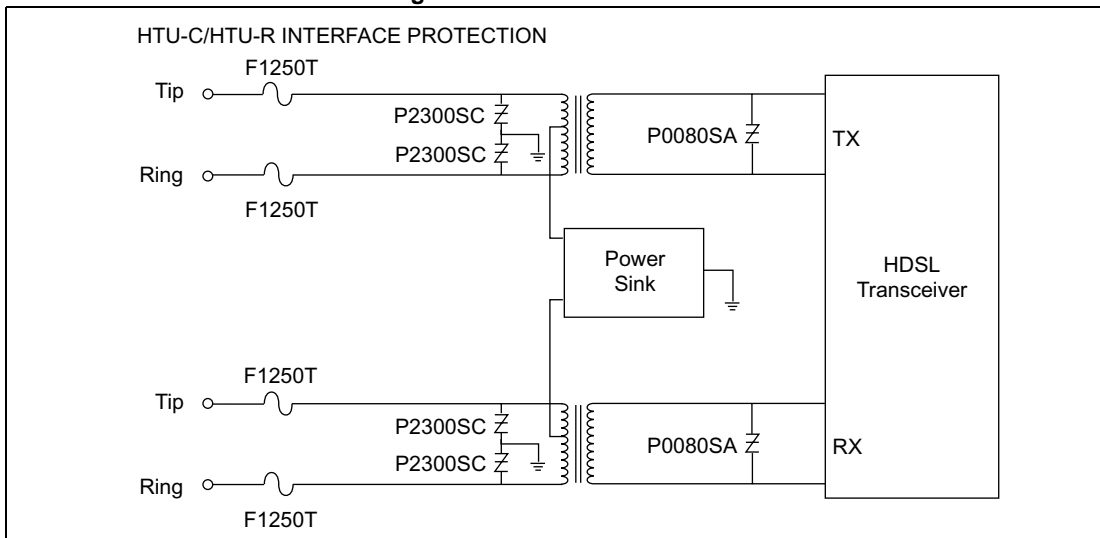 HTU-C/HTU-R INTERFACE PROTECTION
F1250T
Tip
P2300SC
P2300SC
P0080SA
TX
Ring
F1250T
Power
Sink
HDSL
Transceiver
F1250T
Tip
P2300SC
P2300SC
P0080SA
RX
Ring
F1250T